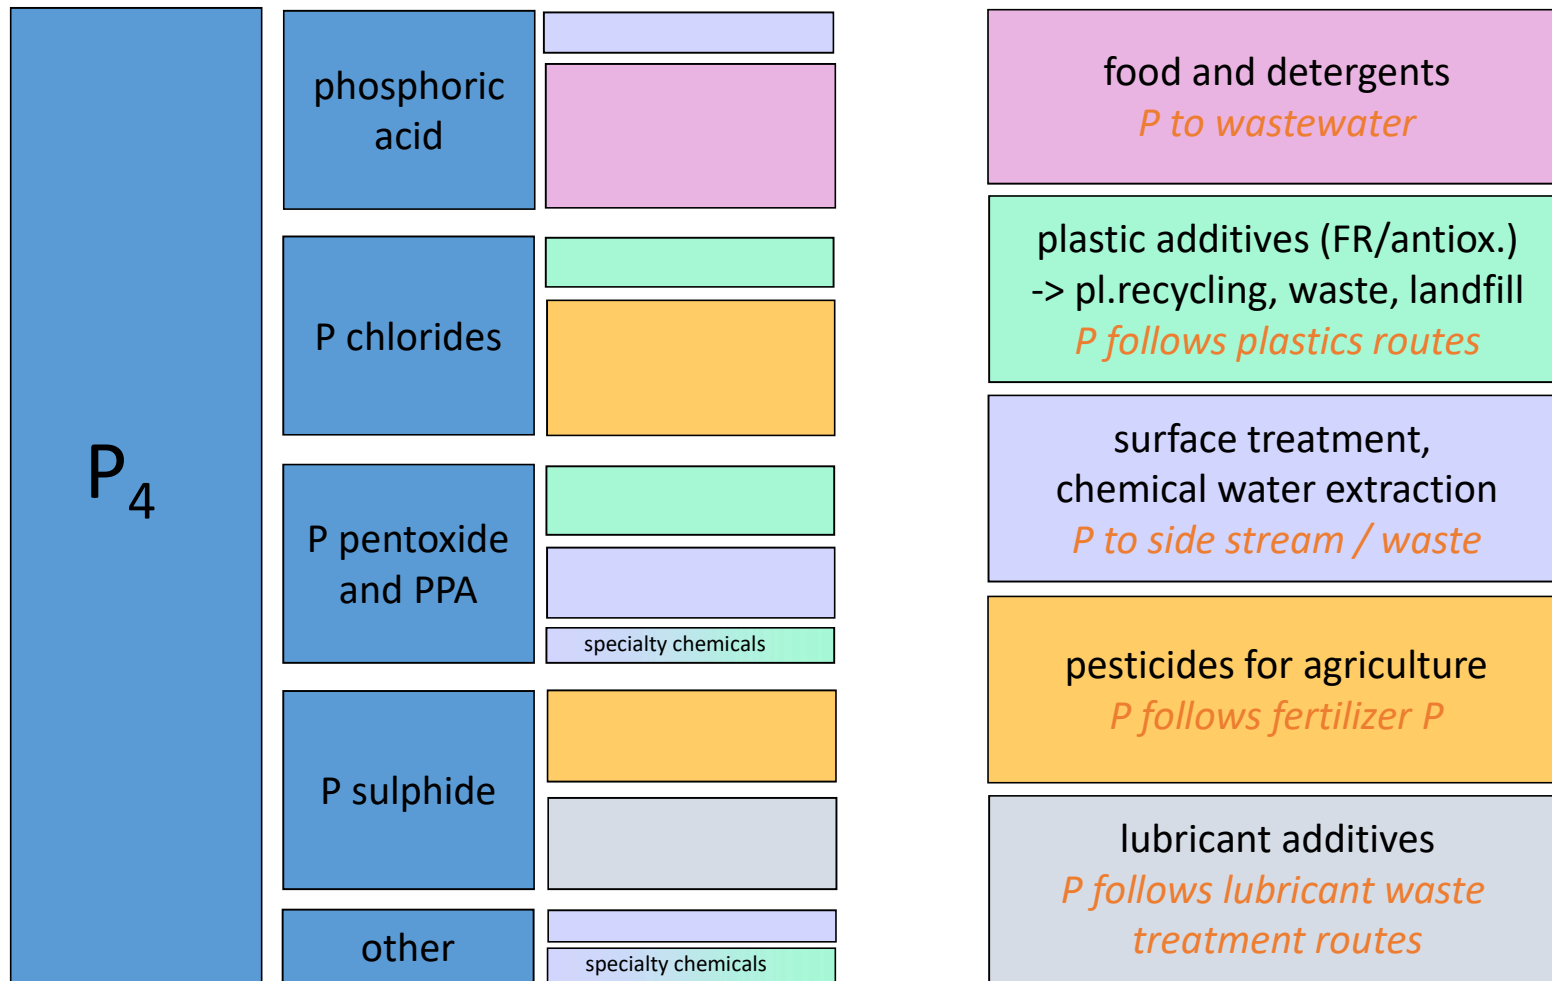 P₄
phosphoric
acid
P chlorides
P pentoxide
and PPA
specialty chemicals
P sulphide
other
specialty chemicals
food and detergents
P to wastewater
plastic additives (FR/antiox.)
-> pl.recycling, waste, landfill
P follows plastics routes
surface treatment,
chemical water extraction
P to side stream / waste
pesticides for agriculture
P follows fertilizer P
lubricant additives
P follows lubricant waste
treatment routes